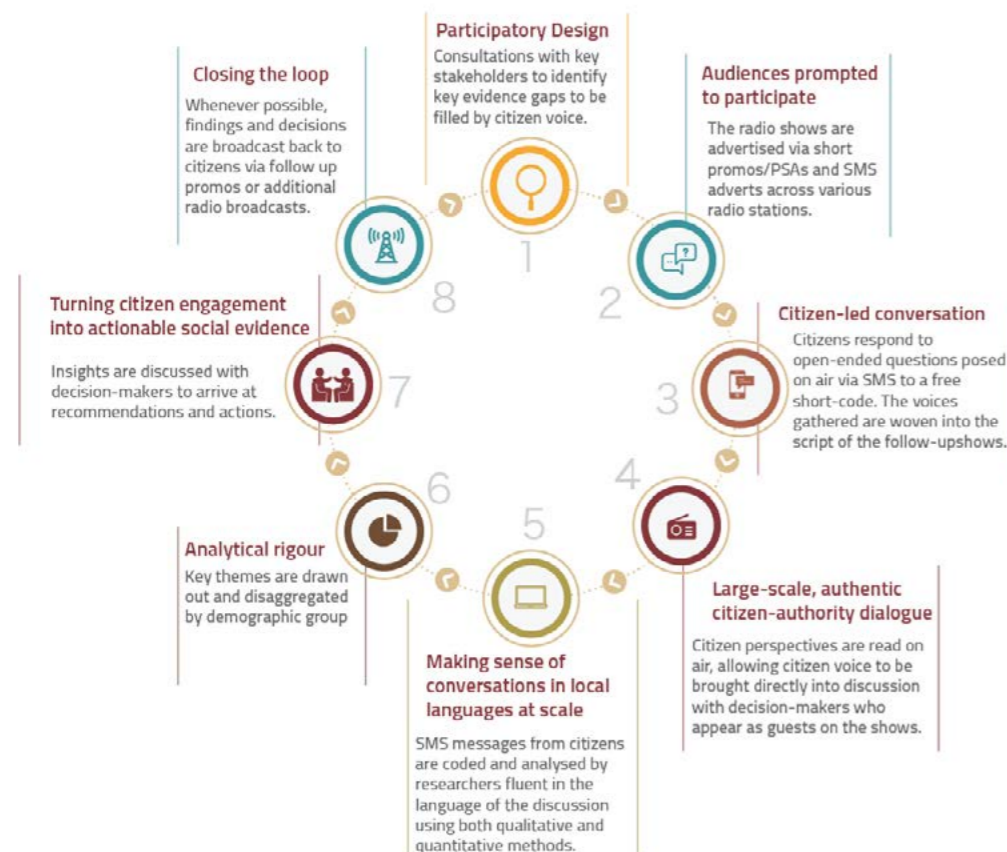 Participatory Design
Consultations with key
stakeholders to identify
key evidence gaps to be
filled by citizen voice.
1
Audiences prompted
to participate
The radio shows are
advertised via short
promos/PSAs and SMS
adverts across various
radio stations.
2
Citizen-led conversation
Citizens respond to
open-ended questions posed
on air via SMS to a free
short-code. The voices
gathered are woven into the
script of the follow-upshows.
3
Large-scale, authentic
citizen-authority dialogue
Citizen perspectives are read on
air, allowing citizen voice to be
brought directly into discussion
with decision-makers who
appear as guests on the shows.
4
Making sense of
conversations in local
languages at scale
SMS messages from citizens
are coded and analysed by
researchers fluent in the
language of the discussion
using both qualitative and
quantitative methods.
5
Analytical rigour
Key themes are drawn
out and disaggregated
by demographic group
6
Turning citizen engagement
into actionable social evidence
Insights are discussed with
decision-makers to arrive at
recommendations and actions.
7
Closing the loop
Whenever possible,
findings and decisions
are broadcast back to
citizens via follow up
promos or additional
radio broadcasts.
8